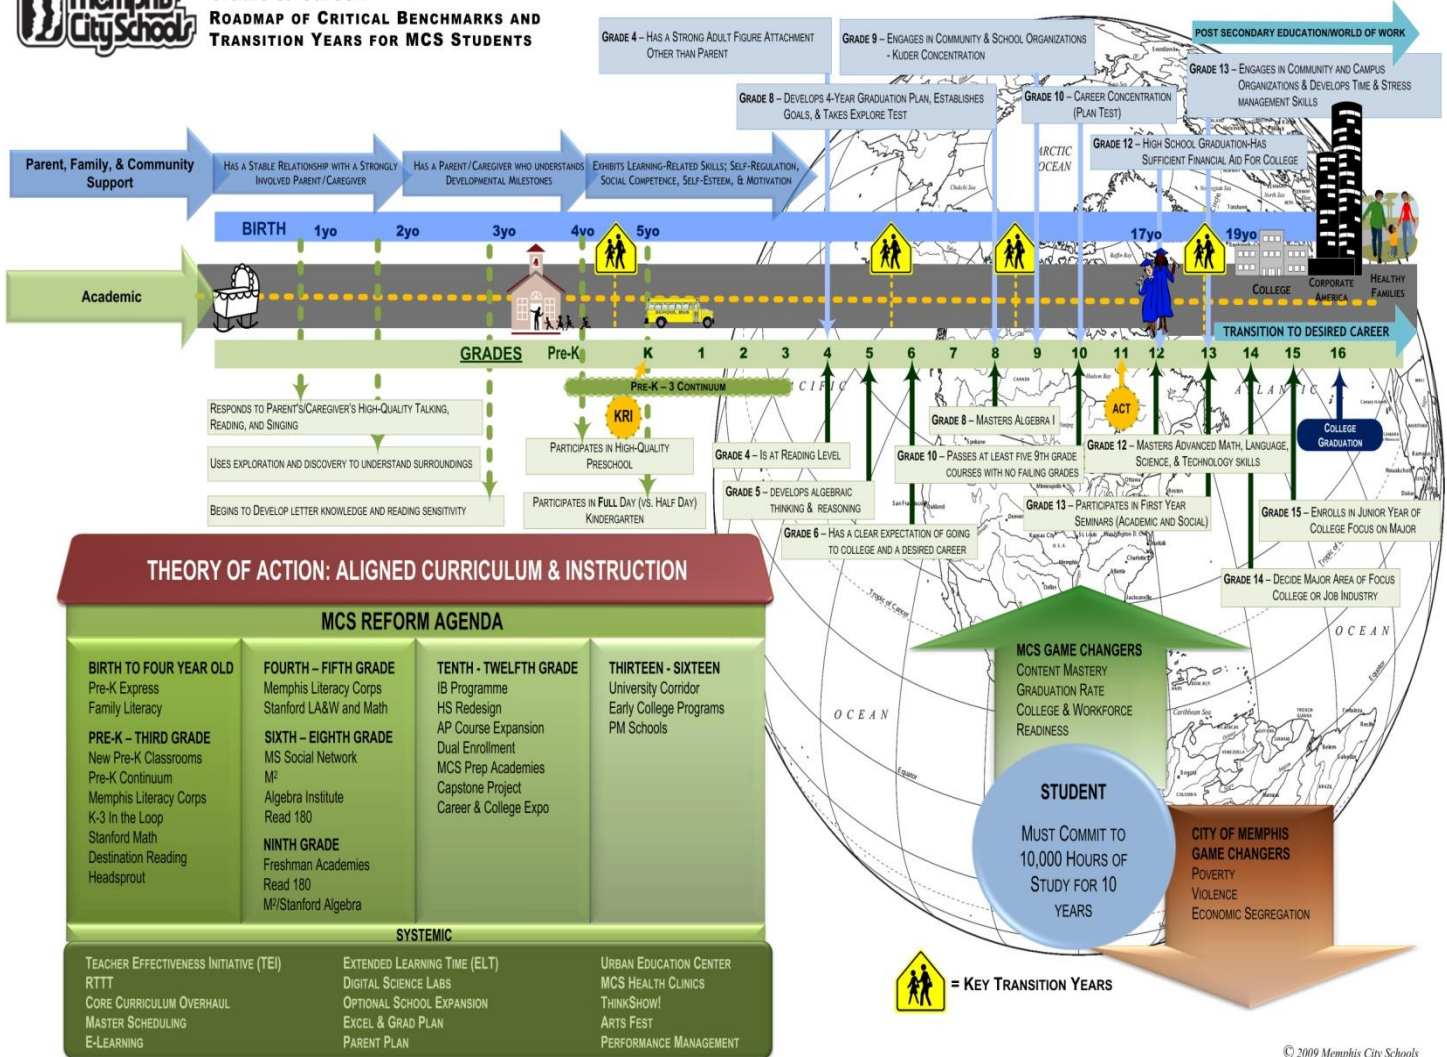 Memphis
City Schools
ROADMAP OF CRITICAL BENCHMARKS AND
TRANSITION YEARS FOR MCS STUDENTS
GRADE 4 – HAS A STRONG ADULT FIGURE ATTACHMENT
OTHER THAN PARENT
GRADE 9 – ENGAGES IN COMMUNITY & SCHOOL ORGANIZATIONS
- KUDER CONCENTRATION
POST SECONDARY EDUCATION/WORLD OF WORK
GRADE 13 – ENGAGES IN COMMUNITY AND CAMPUS
ORGANIZATIONS & DEVELOPS TIME & STRESS
MANAGEMENT SKILLS
GRADE 8 – DEVELOPS 4-YEAR GRADUATION PLAN, ESTABLISHES
GOALS, & TAKES EXPLORE TEST
GRADE 10 – CAREER CONCENTRATION
(PLAN TEST)
GRADE 12 – HIGH SCHOOL GRADUATION-HAS
SUFFICIENT FINANCIAL AID FOR COLLEGE
Parent, Family, & Community
Support
HAS A STABLE RELATIONSHIP WITH A STRONGLY
INVOLVED PARENT/CAREGIVER
HAS A PARENT/CAREGIVER WHO UNDERSTANDS
DEVELOPMENTAL MILESTONES
EXHIBITS LEARNING-RELATED SKILLS; SELF-REGULATION,
SOCIAL COMPETENCE, SELF-ESTEEM, & MOTIVATION
ARCTIC
OCEAN
Chukchi Sea
BIRTH 1yo 2yo 3yo 4yo 5yo 17yo 19yo
Academic
SCHOOL BUS
COLLEGE
CORPORATE
AMERICA
HEALTHY
FAMILIES
TRANSITION TO DESIRED CAREER
GRADES Pre-K K 1 2 3 4 5 6 7 8 9 10 11 12 13 14 15 16
PRE-K – 3 CONTINUUM
KRI
ACT
COLLEGE
GRADUATION
RESPONDS TO PARENT'S/CAREGIVER'S HIGH-QUALITY TALKING,
READING, AND SINGING
USES EXPLORATION AND DISCOVERY TO UNDERSTAND SURROUNDINGS
BEGINS TO DEVELOP LETTER KNOWLEDGE AND READING SENSITIVITY
PARTICIPATES IN HIGH-QUALITY
PRESCHOOL
PARTICIPATES IN FULL DAY (VS. HALF DAY)
KINDERGARTEN
GRADE 4 – IS AT READING LEVEL
GRADE 5 – DEVELOPS ALGEBRAIC
THINKING & REASONING
GRADE 6 – HAS A CLEAR EXPECTATION OF GOING
TO COLLEGE AND A DESIRED CAREER
GRADE 8 – MASTERS ALGEBRA I
GRADE 10 – PASSES AT LEAST FIVE 9TH GRADE
COURSES WITH NO FAILING GRADES
GRADE 12 – MASTERS ADVANCED MATH, LANGUAGE,
SCIENCE, & TECHNOLOGY SKILLS
GRADE 13 – PARTICIPATES IN FIRST YEAR
SEMINARS (ACADEMIC AND SOCIAL)
GRADE 15 – ENROLLS IN JUNIOR YEAR OF
COLLEGE FOCUS ON MAJOR
GRADE 14 – DECIDE MAJOR AREA OF FOCUS
COLLEGE OR JOB INDUSTRY
THEORY OF ACTION: ALIGNED CURRICULUM & INSTRUCTION
MCS REFORM AGENDA
BIRTH TO FOUR YEAR OLD
Pre-K Express
Family Literacy
PRE-K – THIRD GRADE
New Pre-K Classrooms
Pre-K Continuum
Memphis Literacy Corps
K-3 In the Loop
Stanford Math
Destination Reading
Headsprout
FOURTH – FIFTH GRADE
Memphis Literacy Corps
Stanford LA&W and Math
SIXTH – EIGHTH GRADE
MS Social Network
M²
Algebra Institute
Read 180
NINTH GRADE
Freshman Academies
Read 180
M²/Stanford Algebra
TENTH - TWELFTH GRADE
IB Programme
HS Redesign
AP Course Expansion
Dual Enrollment
MCS Prep Academies
Capstone Project
Career & College Expo
THIRTEEN - SIXTEEN
University Corridor
Early College Programs
PM Schools
SYSTEMIC
TEACHER EFFECTIVENESS INITIATIVE (TEI)
RTTT
CORE CURRICULUM OVERHAUL
MASTER SCHEDULING
E-LEARNING
EXTENDED LEARNING TIME (ELT)
DIGITAL SCIENCE LABS
OPTIONAL SCHOOL EXPANSION
EXCEL & GRAD PLAN
PARENT PLAN
URBAN EDUCATION CENTER
MCS HEALTH CLINICS
THINKSHOW!
ARTS FEST
PERFORMANCE MANAGEMENT
MCS GAME CHANGERS
CONTENT MASTERY
GRADUATION RATE
COLLEGE & WORKFORCE
READINESS
STUDENT
MUST COMMIT TO
10,000 HOURS OF
STUDY FOR 10
YEARS
CITY OF MEMPHIS
GAME CHANGERS
POVERTY
VIOLENCE
ECONOMIC SEGREGATION
= KEY TRANSITION YEARS
OCEAN
OCEAN
Tropic of Cancer
Equator
Equator
Caribbean Sea
© 2009 Memphis City Schools